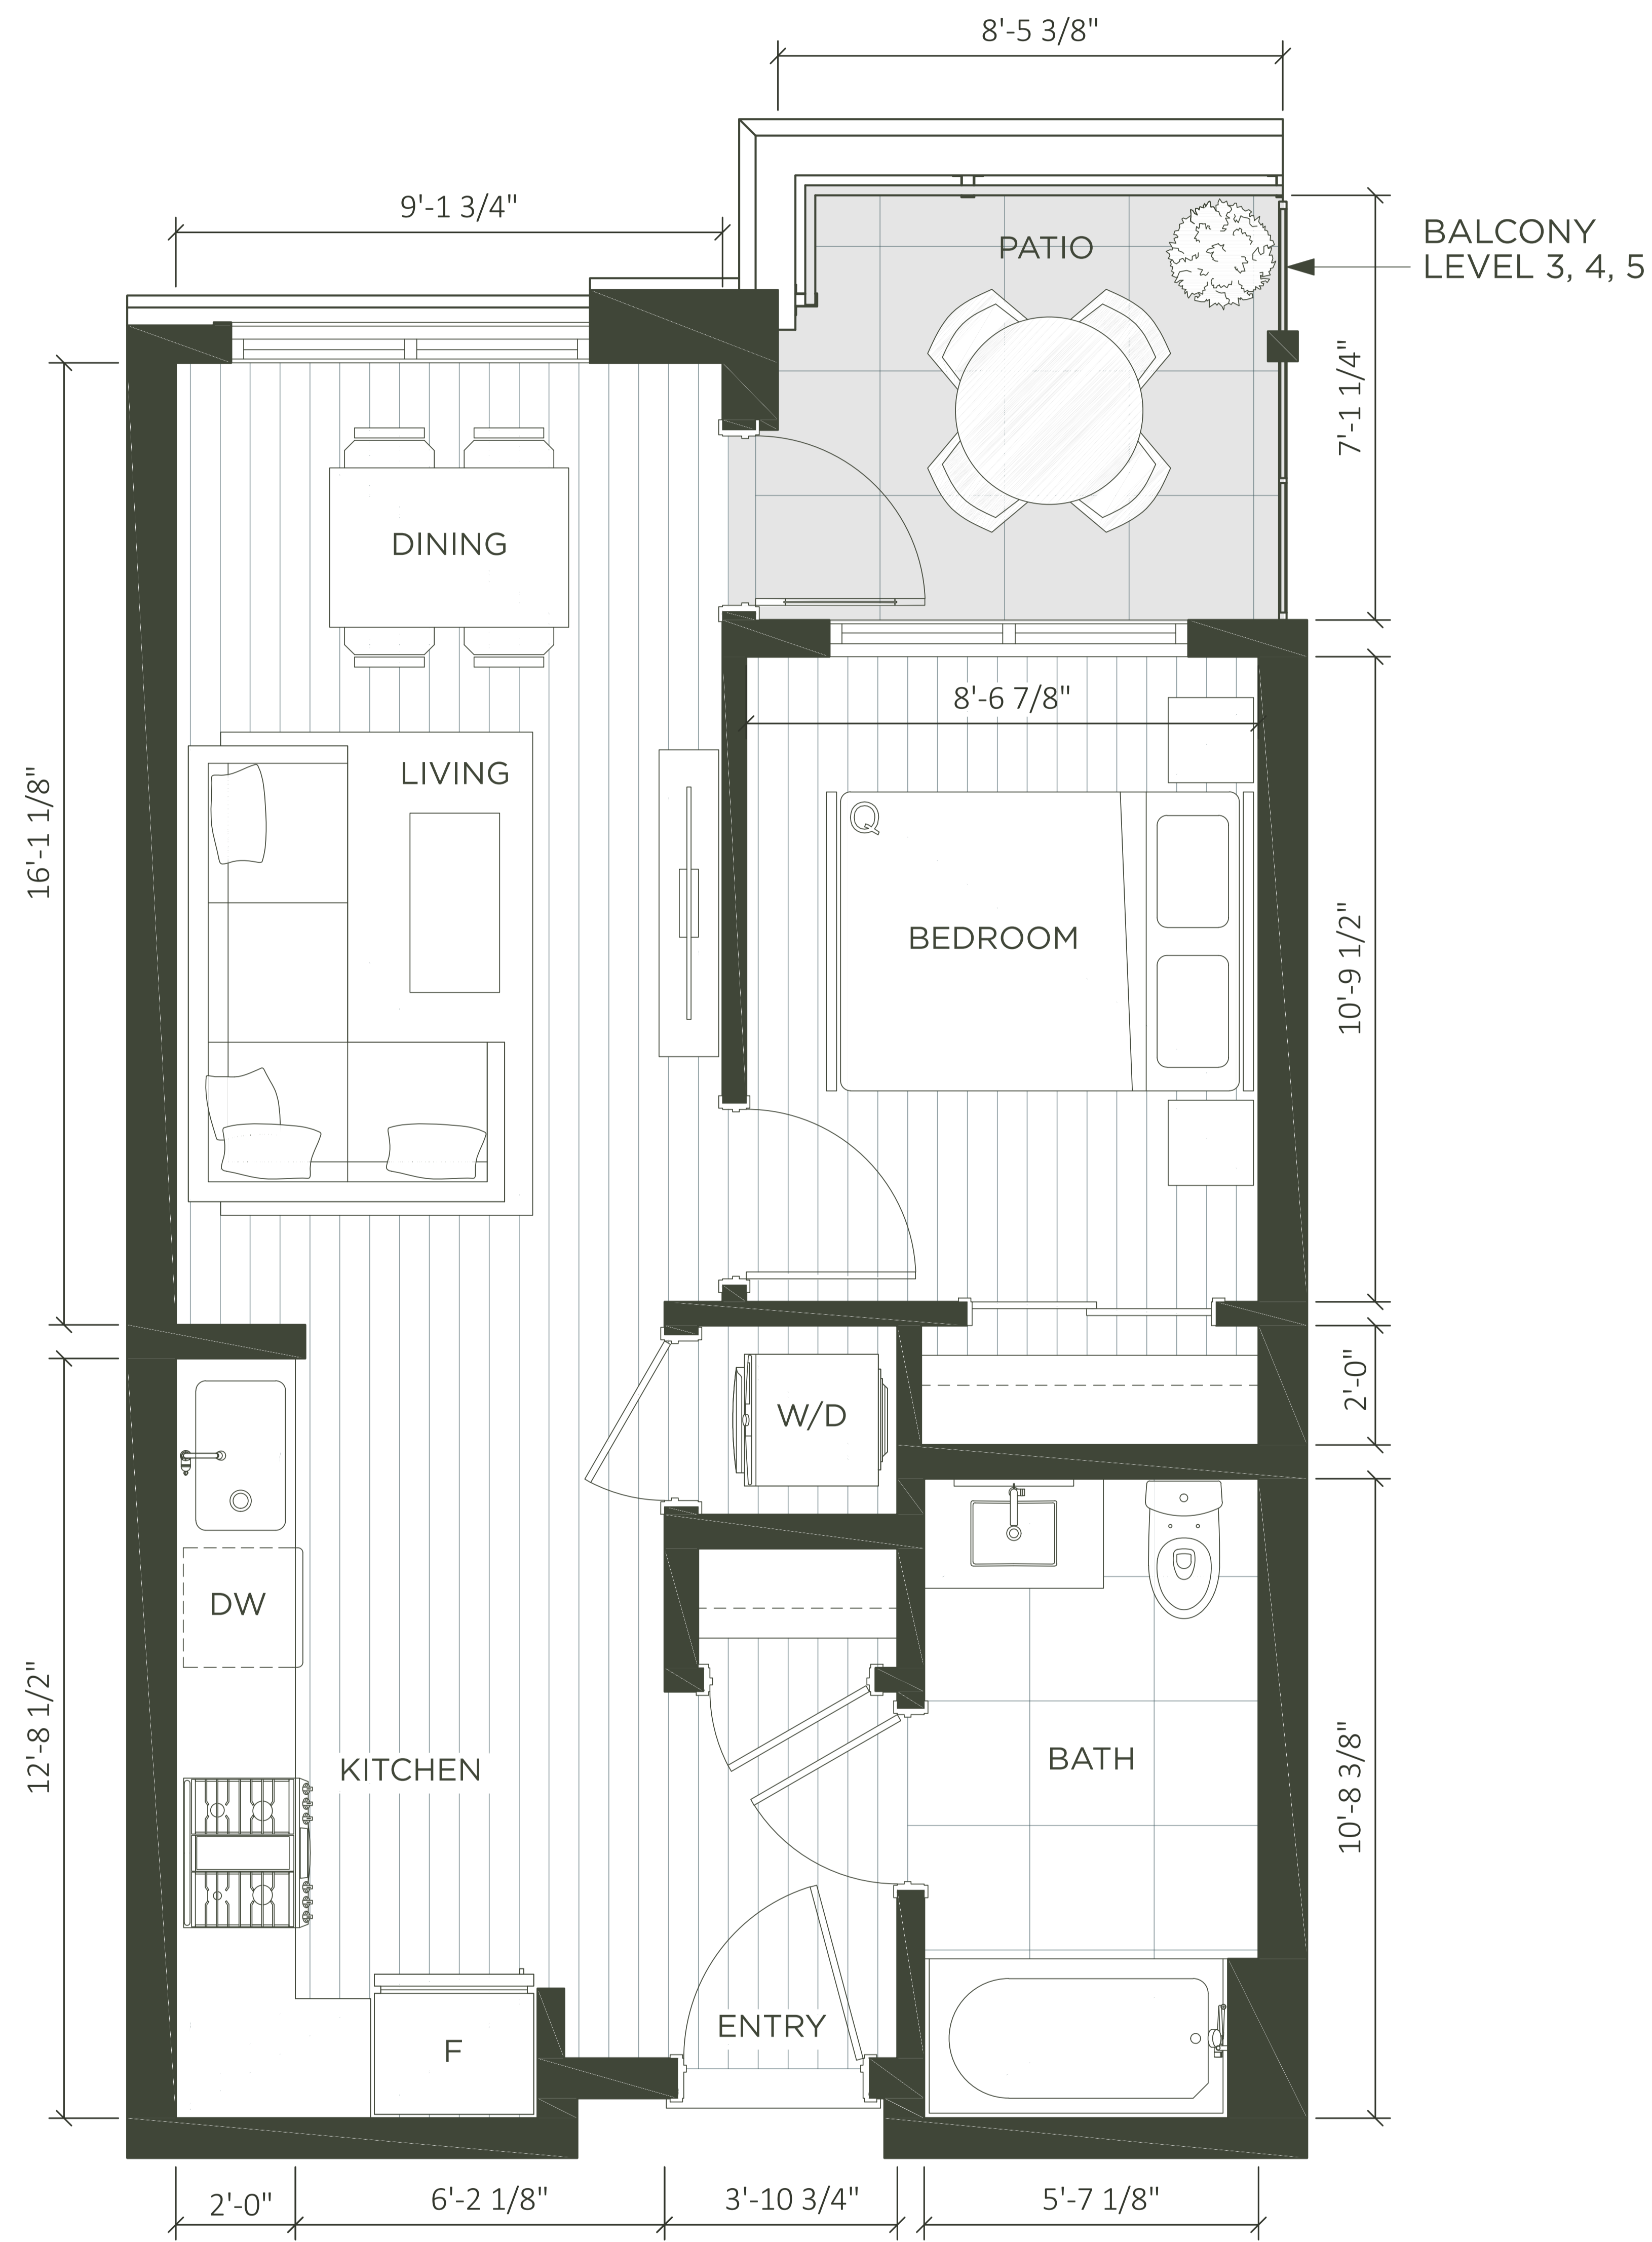 8'-5 3/8"
9'-1 3/4"
PATIO
BALCONY
LEVEL 3, 4, 5
7'-1 1/4"
DINING
8'-6 7/8"
LIVING
16'-1 1/8"
Q
BEDROOM
10'-9 1/2"
2'-0"
W/D
DW
12'-8 1/2"
KITCHEN
BATH
10'-8 3/8"
ENTRY
F
2'-0"
6'-2 1/8"
3'-10 3/4"
5'-7 1/8"